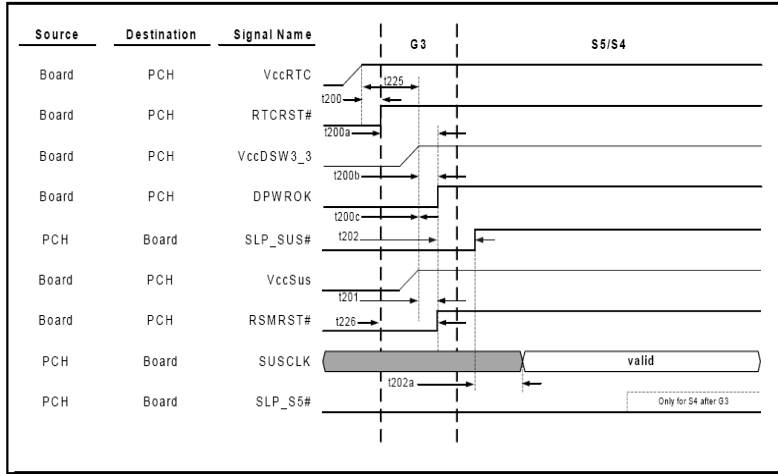 Source Destination Signal Name G3 S5/S4
Board PCH VccRTC
t225
t200
Board PCH RTCRST#
t200a
Board PCH VccDSW3_3
t200b
Board PCH DPWROK
t200c
PCH Board SLP_SUS# t202
Board PCH VccSus
t201
Board PCH RSMRST# t226
PCH Board SUSCLK valid
t202a
PCH Board SLP_S5# Only for S4 after G3